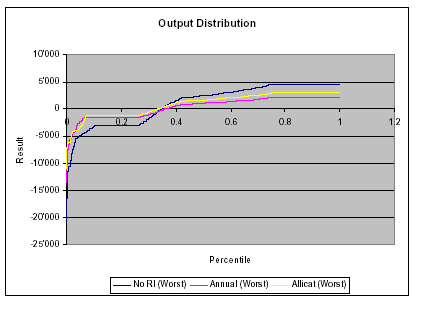 Output Distribution
10'000
5'000
0
-5'000
-10'000
-15'000
-20'000
-25'000
0 0.2 0.4 0.6 0.8 1 1.2
Result
Percentile
No RI (Worst) Annual (Worst) Allicat (Worst)